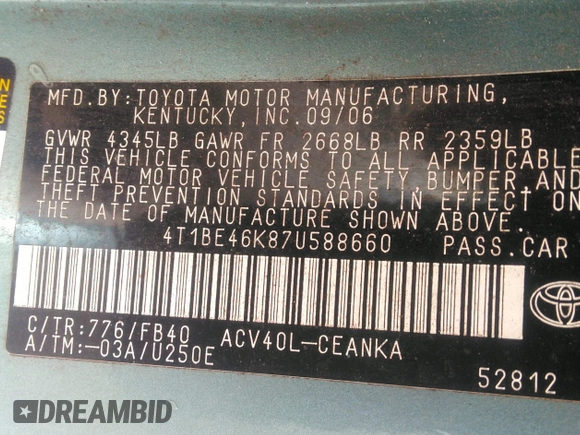 N
E
S
MFD. BY: TOYOTA MOTOR MANUFACTURING,
KENTUCKY, INC. 09/06
GVWR 4345LB GAWR FR 2668LB RR 2359LB
THIS VEHICLE CONFORMS TO ALL APPLICABLE
FEDERAL MOTOR VEHICLE SAFETY, BUMPER, AND
THEFT PREVENTION STANDARDS IN EFFECT ON
THE DATE OF MANUFACTURE SHOWN ABOVE.
4T1BE46K87U588660 PASS. CAR
C/TR: 776/FB40 ACV40L-CEANKA
A/TM: -03A/U250E
52812
DREAMBID